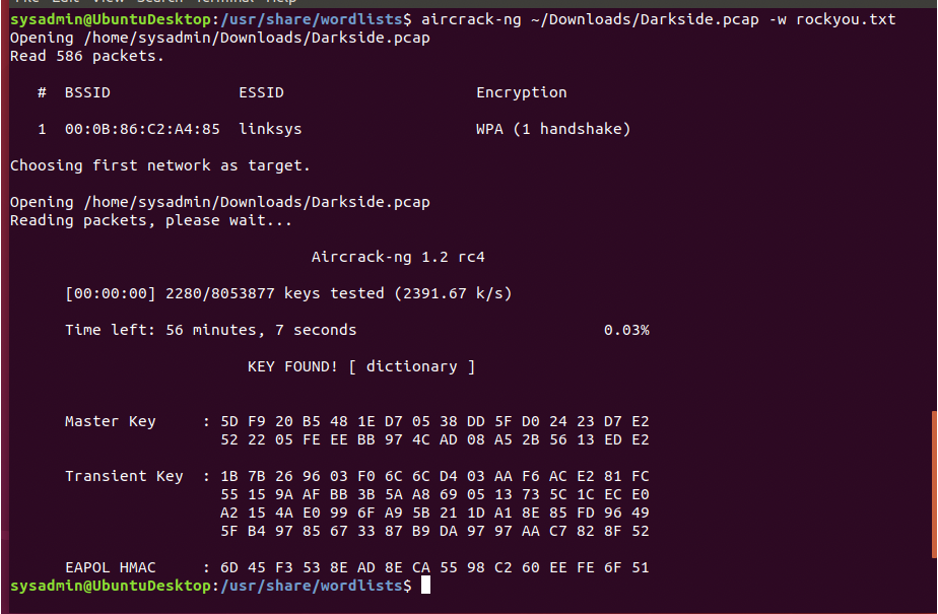 sysadmin@UbuntuDesktop:/usr/share/wordlists$ aircrack-ng ~/Downloads/Darkside.pcap -w rockyou.txt
Opening /home/sysadmin/Downloads/Darkside.pcap
Read 586 packets.
# BSSID ESSID Encryption
1 00:0B:86:C2:A4:85 linksys WPA (1 handshake)
Choosing first network as target.
Opening /home/sysadmin/Downloads/Darkside.pcap
Reading packets, please wait...
Aircrack-ng 1.2 rc4
[00:00:00] 2280/8053877 keys tested (2391.67 k/s)
Time left: 56 minutes, 7 seconds 0.03%
KEY FOUND! [ dictionary ]
Master Key : 5D F9 20 B5 48 1E D7 05 38 DD 5F D0 24 23 D7 E2
52 22 05 FE EE BB 97 4C AD 08 A5 2B 56 13 ED E2
Transient Key : 1B 7B 26 96 03 F0 6C 6C D4 03 AA F6 AC E2 81 FC
55 15 9A AF BB 3B 5A A8 69 05 13 73 5C 1C EC E0
A2 15 4A E0 99 6F A9 5B 21 1D A1 8E 85 FD 96 49
5F B4 97 85 67 33 87 B9 DA 97 97 AA C7 82 8F 52
EAPOL HMAC : 6D 45 F3 53 8E AD 8E CA 55 98 C2 60 EE FE 6F 51
sysadmin@UbuntuDesktop:/usr/share/wordlists$